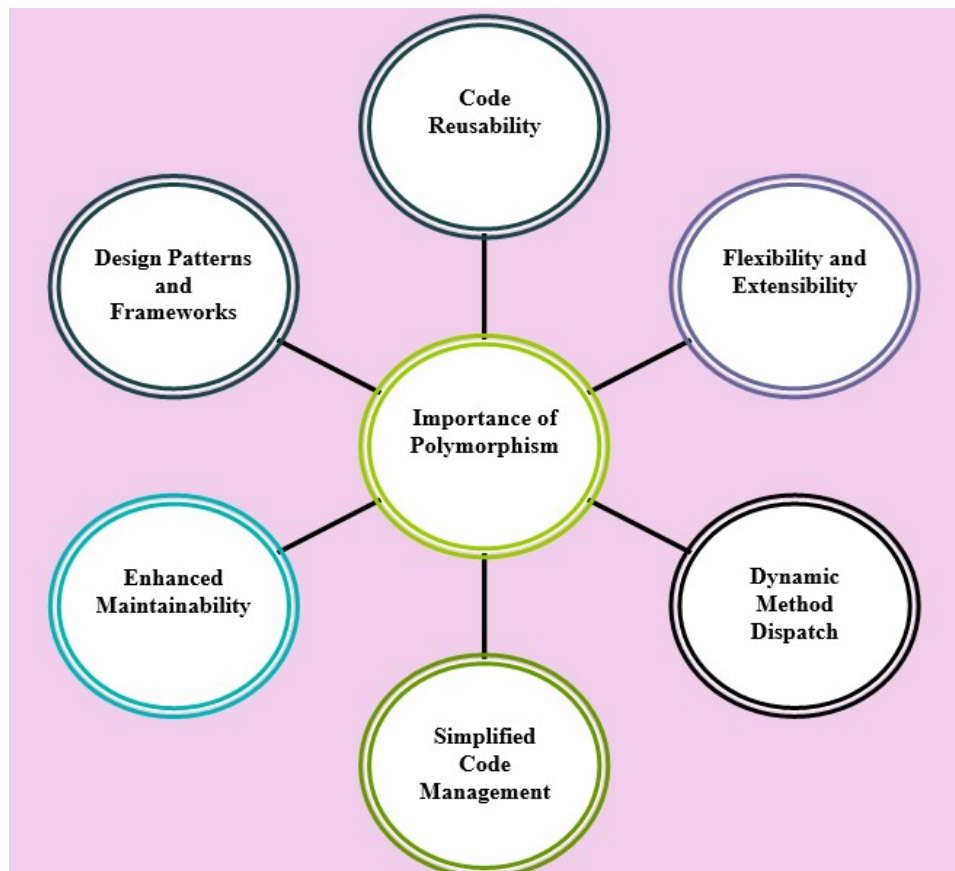 Code
Reusability
Flexibility and
Extensibility
Design Patterns
and
Frameworks
Importance of
Polymorphism
Dynamic
Method
Dispatch
Enhanced
Maintainability
Simplified
Code
Management